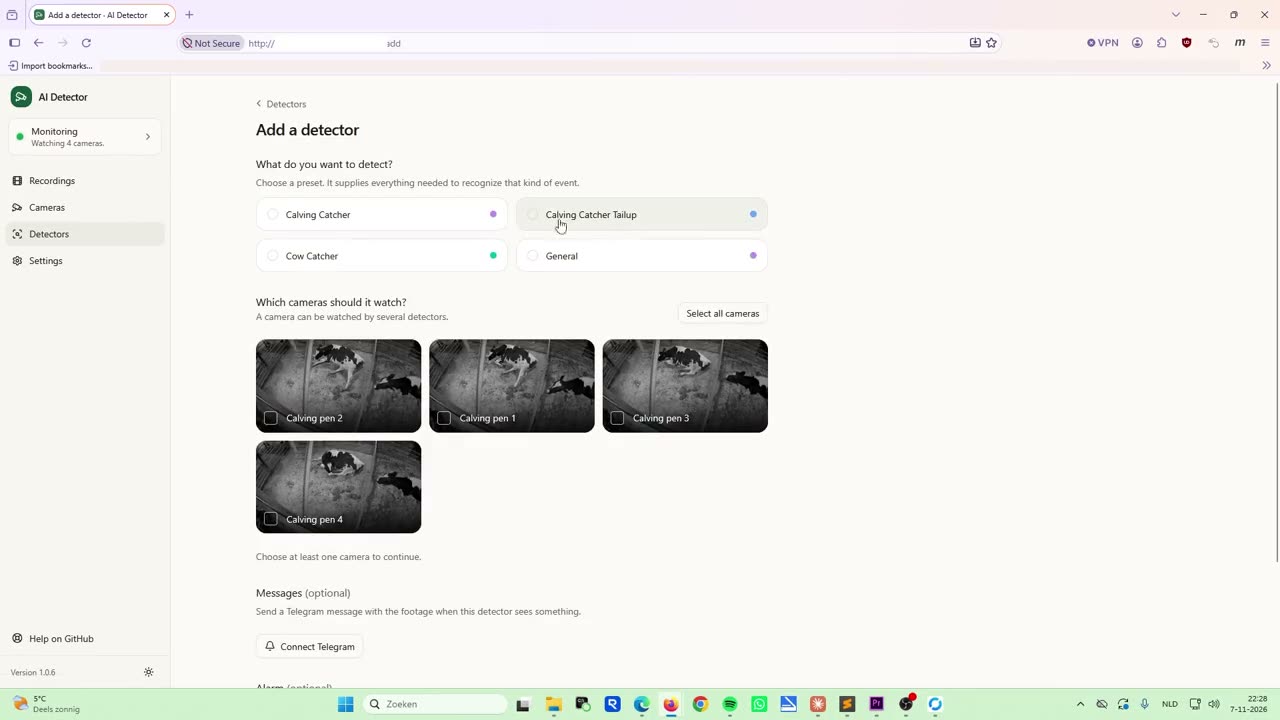 Add a detector · AI Detector
Not Secure
http://
add
VPN
Import bookmarks...
AI Detector
Monitoring
Watching 4 cameras.
Recordings
Cameras
Detectors
Settings
Detectors
Add a detector
What do you want to detect?
Choose a preset. It supplies everything needed to recognize that kind of event.
Calving Catcher
Calving Catcher Tailup
Cow Catcher
General
Which cameras should it watch?
A camera can be watched by several detectors.
Select all cameras
Calving pen 2
Calving pen 1
Calving pen 3
Calving pen 4
Choose at least one camera to continue.
Messages (optional)
Send a Telegram message with the footage when this detector sees something.
Connect Telegram
Alarm (optional)
Help on GitHub
Version 1.0.6
5°C
Deels zonnig
Zoeken
NLD
22:28
7-11-2026